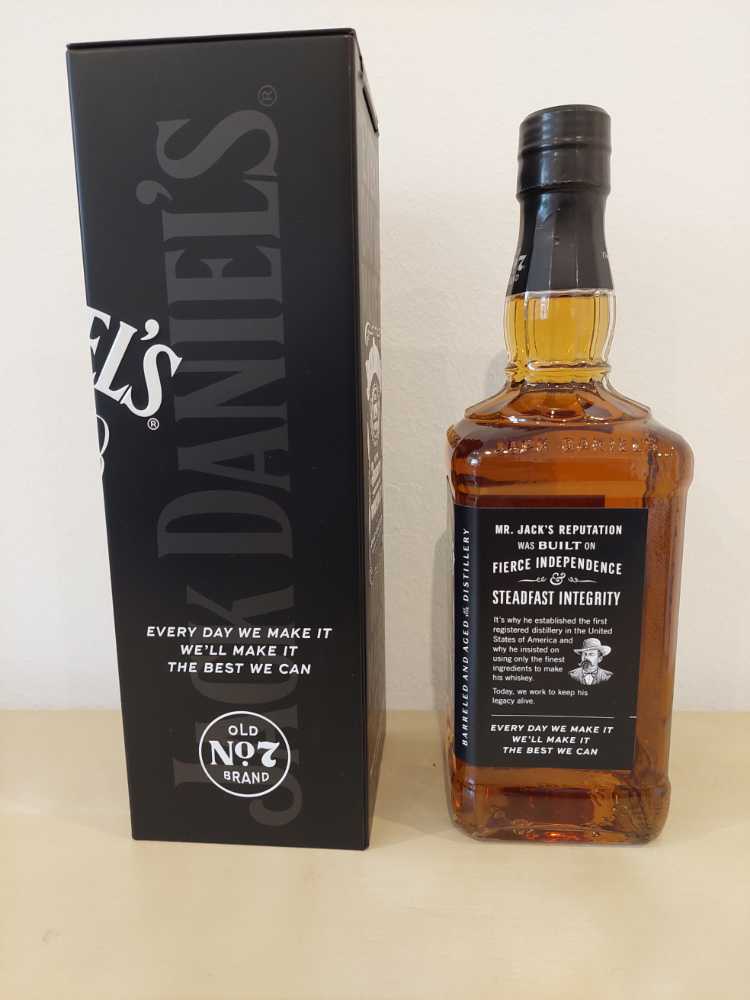 JACK DANIEL'S®
EL'S®
EVERY DAY WE MAKE IT
WE'LL MAKE IT
THE BEST WE CAN
OLD
Nº7
BRAND
7
JACK DANIEL'S
BARRELED AND AGED at the DISTILLERY
MR. JACK'S REPUTATION
WAS BUILT ON
FIERCE INDEPENDENCE
&
STEADFAST INTEGRITY
It's why he established the first
registered distillery in the United
States of America and
why he insisted on
using only the finest
ingredients to make
his whiskey.
Today, we work to keep his
legacy alive.
EVERY DAY WE MAKE IT
WE'LL MAKE IT
THE BEST WE CAN